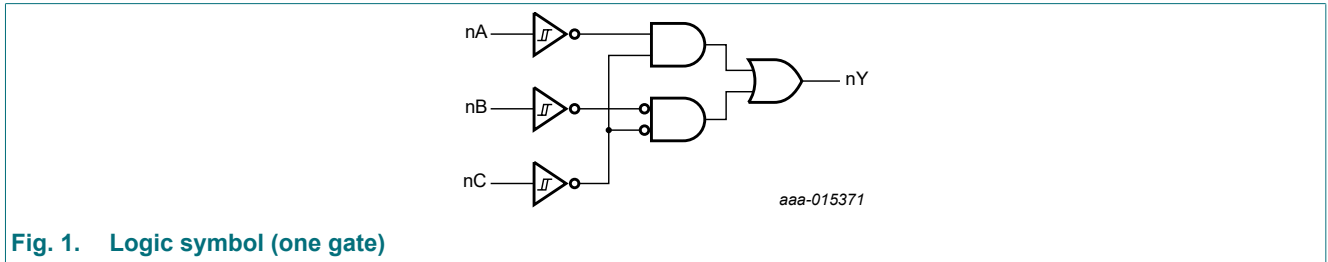 nA
nB
nC
nY
aaa-015371
Fig. 1. Logic symbol (one gate)